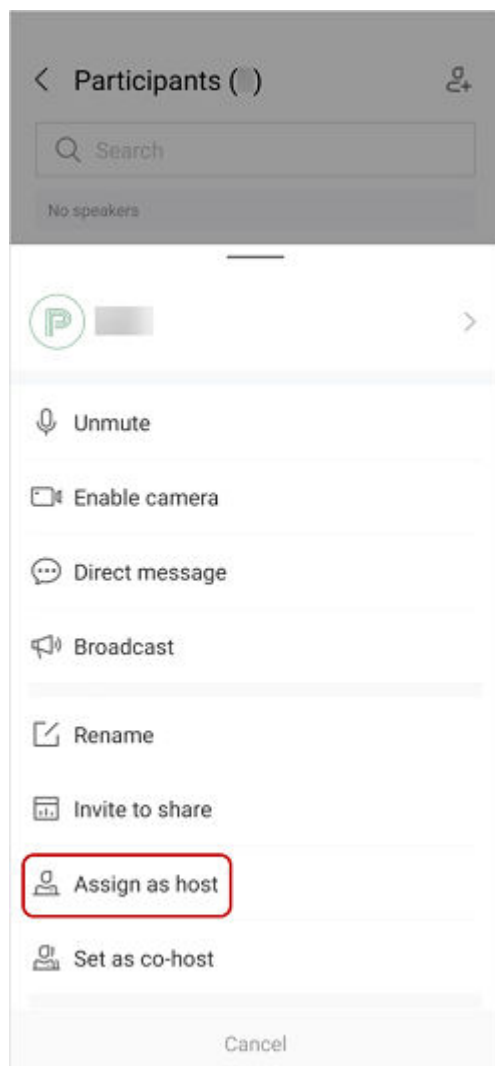 Participants ( )
Search
No speakers
P
Unmute
Enable camera
Direct message
Broadcast
Rename
Invite to share
Assign as host
Set as co-host
Cancel